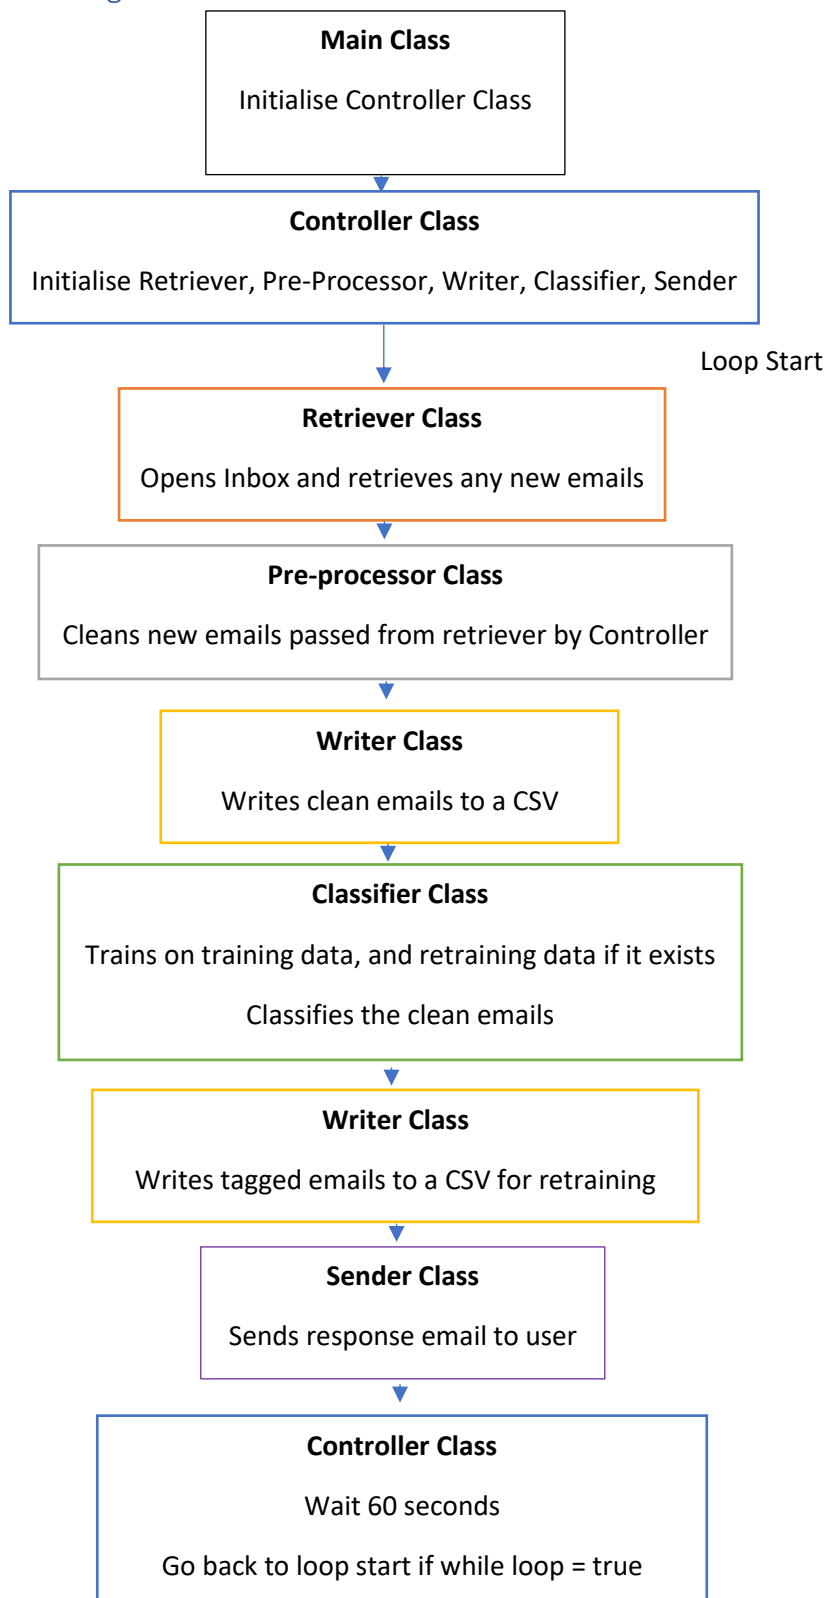 Main Class
Initialise Controller Class
Controller Class
Initialise Retriever, Pre-Processor, Writer, Classifier, Sender
Loop Start
Retriever Class
Opens Inbox and retrieves any new emails
Pre-processor Class
Cleans new emails passed from retriever by Controller
Writer Class
Writes clean emails to a CSV
Classifier Class
Trains on training data, and retraining data if it exists
Classifies the clean emails
Writer Class
Writes tagged emails to a CSV for retraining
Sender Class
Sends response email to user
Controller Class
Wait 60 seconds
Go back to loop start if while loop = true